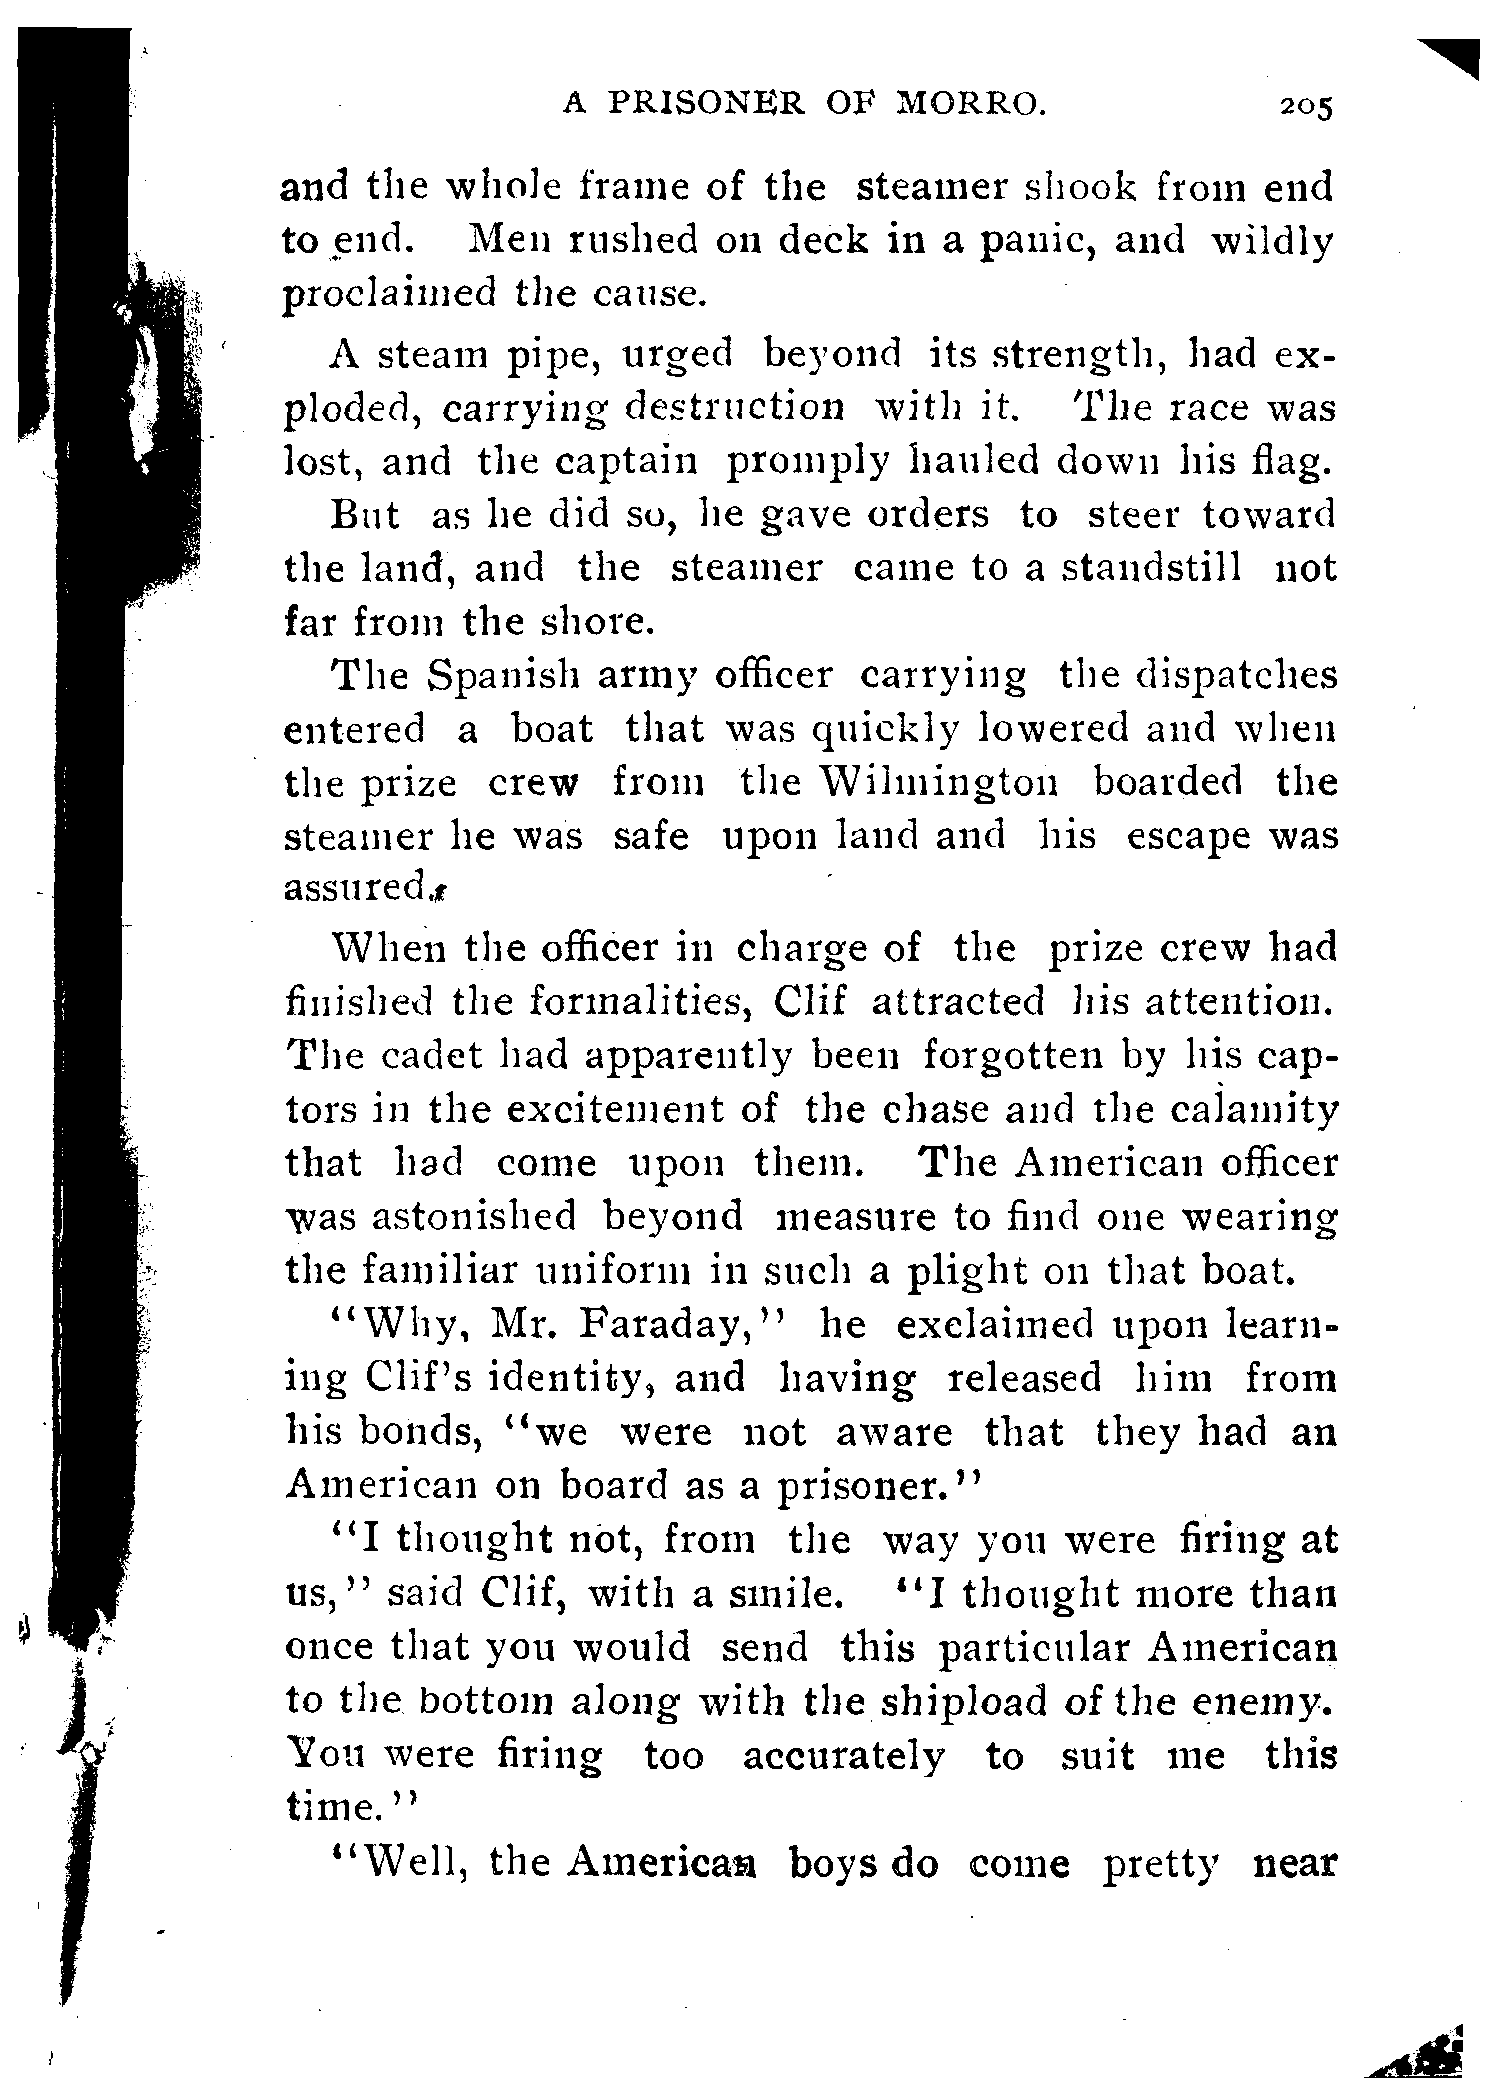 A PRISONER OF MORRO. 205
and the whole frame of the steamer shook from end
to end. Men rushed on deck in a panic, and wildly
proclaimed the cause.
A steam pipe, urged beyond its strength, had ex-
ploded, carrying destruction with it. The race was
lost, and the captain promply hauled down his flag.
But as he did so, he gave orders to steer toward
the land, and the steamer came to a standstill not
far from the shore.
The Spanish army officer carrying the dispatches
entered a boat that was quickly lowered and when
the prize crew from the Wilmington boarded the
steamer he was safe upon land and his escape was
assured.
When the officer in charge of the prize crew had
finished the formalities, Clif attracted his attention.
The cadet had apparently been forgotten by his cap-
tors in the excitement of the chase and the calamity
that had come upon them. The American officer
was astonished beyond measure to find one wearing
the familiar uniform in such a plight on that boat.
"Why, Mr. Faraday," he exclaimed upon learn-
ing Clif's identity, and having released him from
his bonds, "we were not aware that they had an
American on board as a prisoner."
"I thought not, from the way you were firing at
us," said Clif, with a smile. "I thought more than
once that you would send this particular American
to the bottom along with the shipload of the enemy.
You were firing too accurately to suit me this
time."
"Well, the American boys do come pretty near